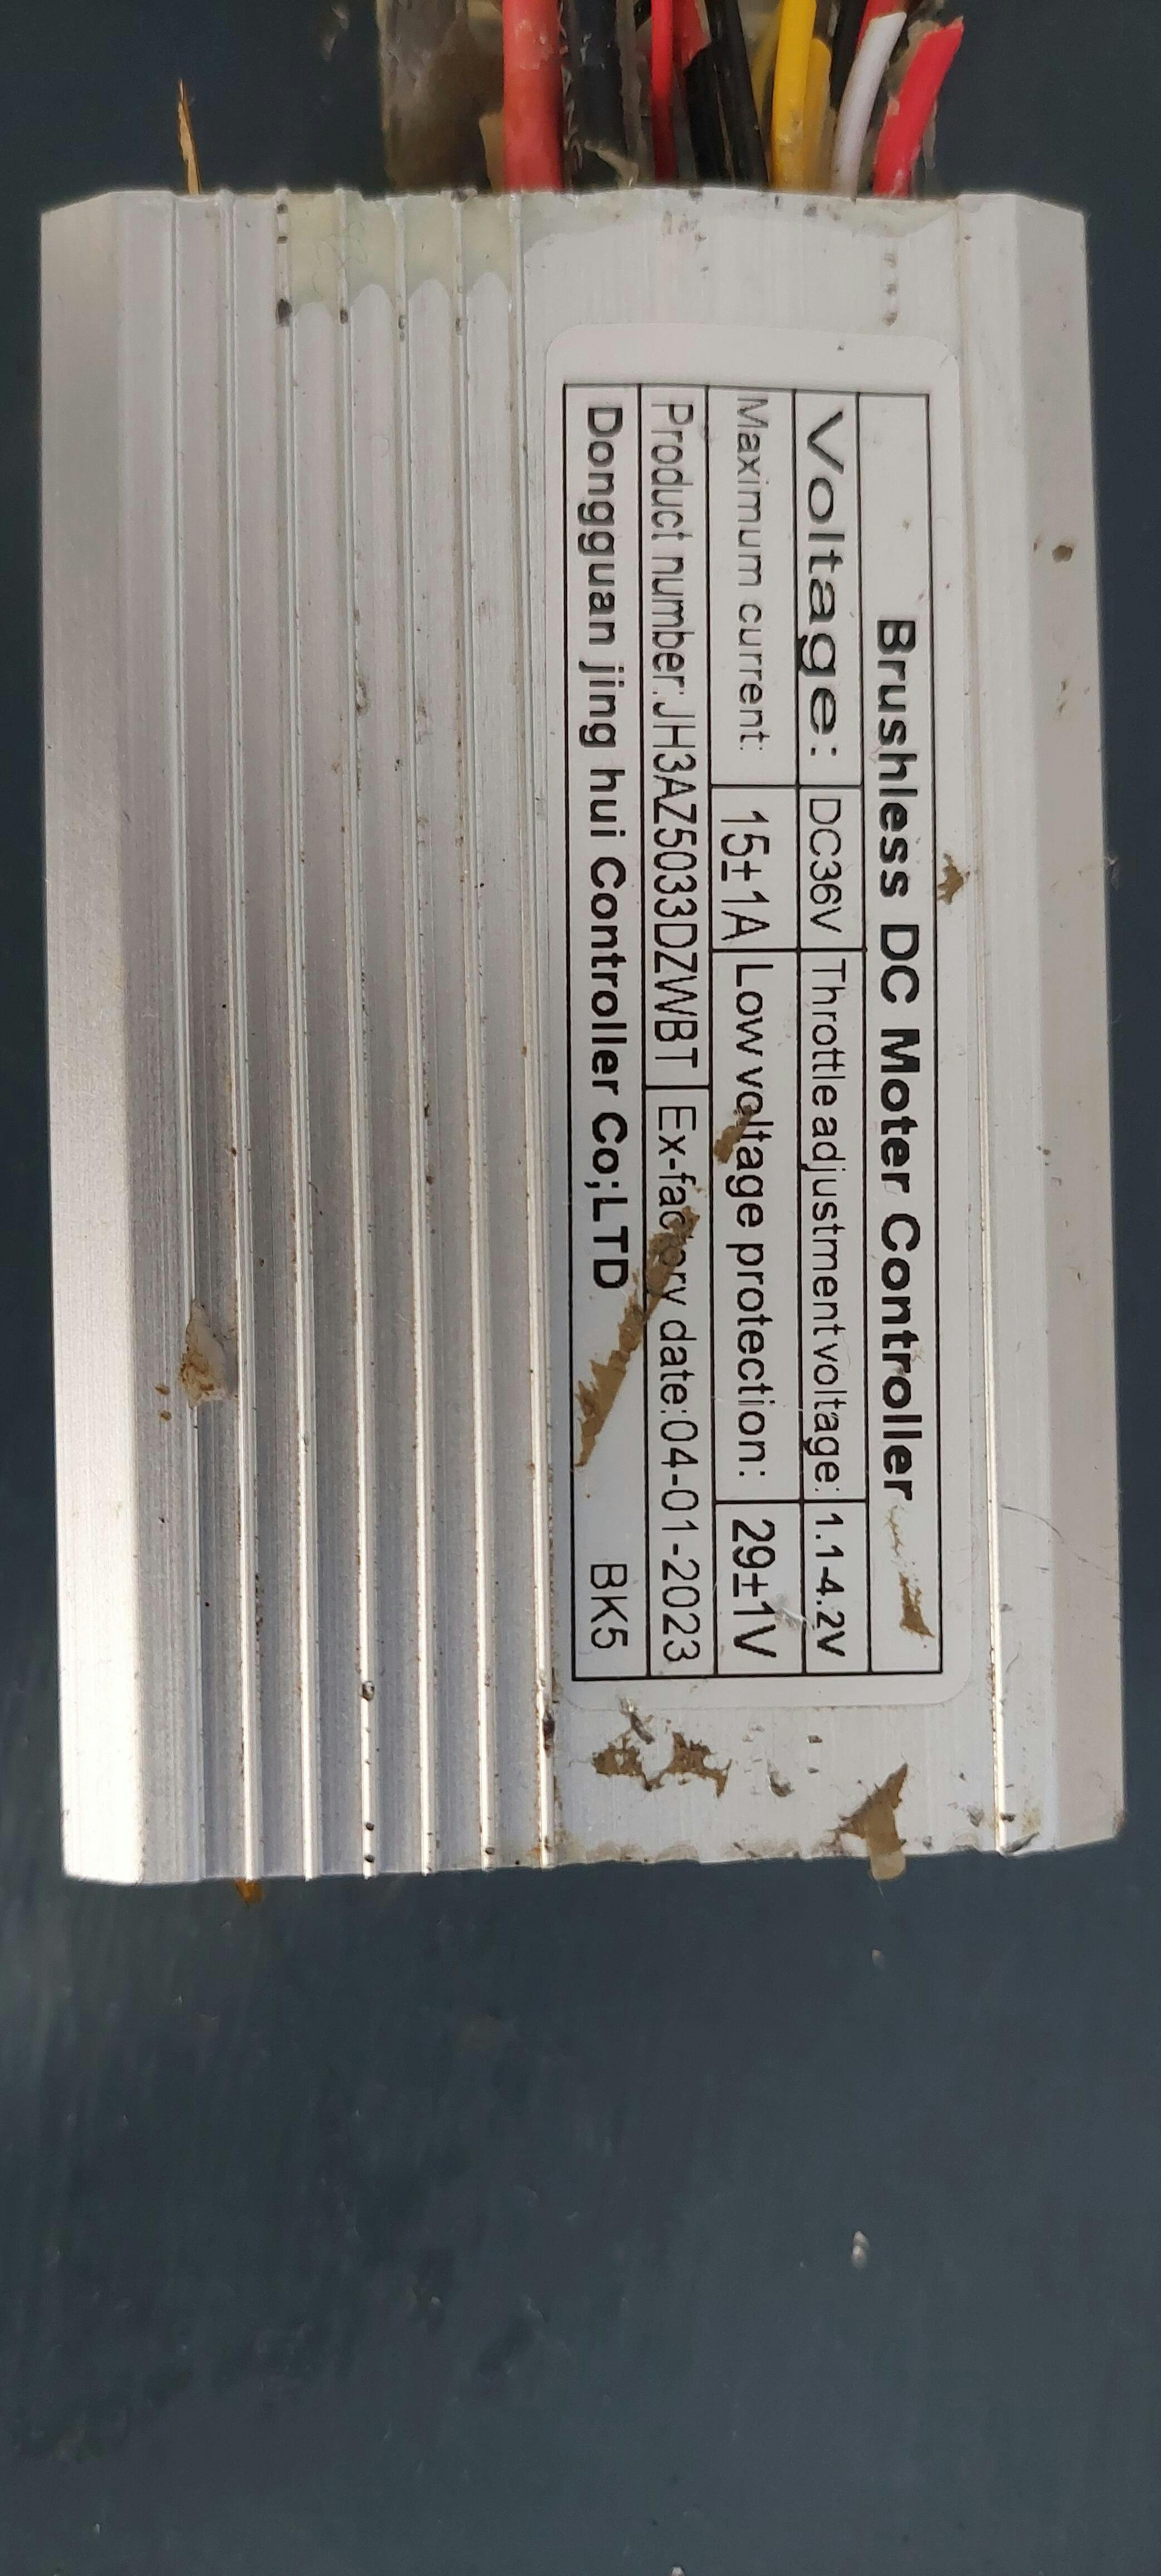 Brushless DC Moter Controller
Voltage: DC36V Throttle adjustment voltage: 1.1-4.2V
Maximum current: 15±1A Low voltage protection: 29±1V
Product number: JH3AZ5033DZWBT Ex-factory date:04-01-2023
Dongguan jing hui Controller Co;LTD BK5